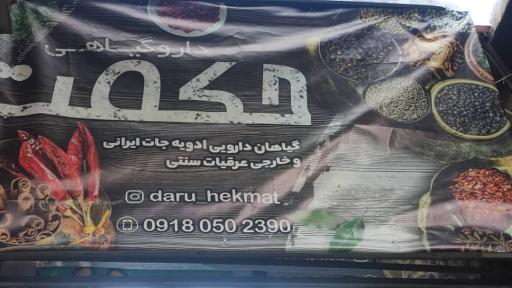 داروگیاهی
حکمت
گیاهان دارویی ادویه جات ایرانی
و خارجی عرقیات سنتی
daru_hekmat
0918 050 2390